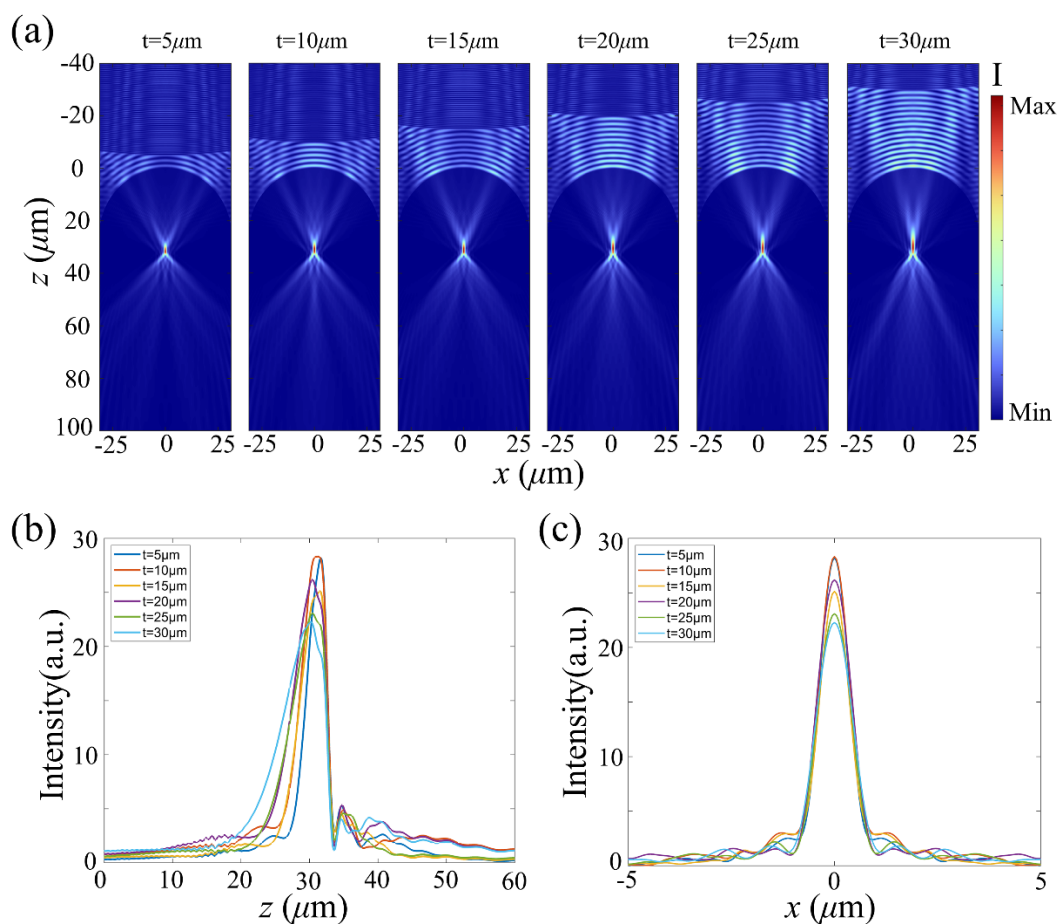 (a)
t=5μm t=10μm t=15μm t=20μm t=25μm t=30μm
I
Max
Min
-40
-20
0
20
40
60
80
100
z (μm)
-25 0 25 -25 0 25 -25 0 25 -25 0 25 -25 0 25 -25 0 25
x (μm)
(b)
30
20
10
0
Intensity(a.u.)
t=5μm
t=10μm
t=15μm
t=20μm
t=25μm
t=30μm
0 10 20 30 40 50 60
z (μm)
(c)
30
20
10
0
Intensity(a.u.)
t=5μm
t=10μm
t=15μm
t=20μm
t=25μm
t=30μm
-5 0 5
x (μm)